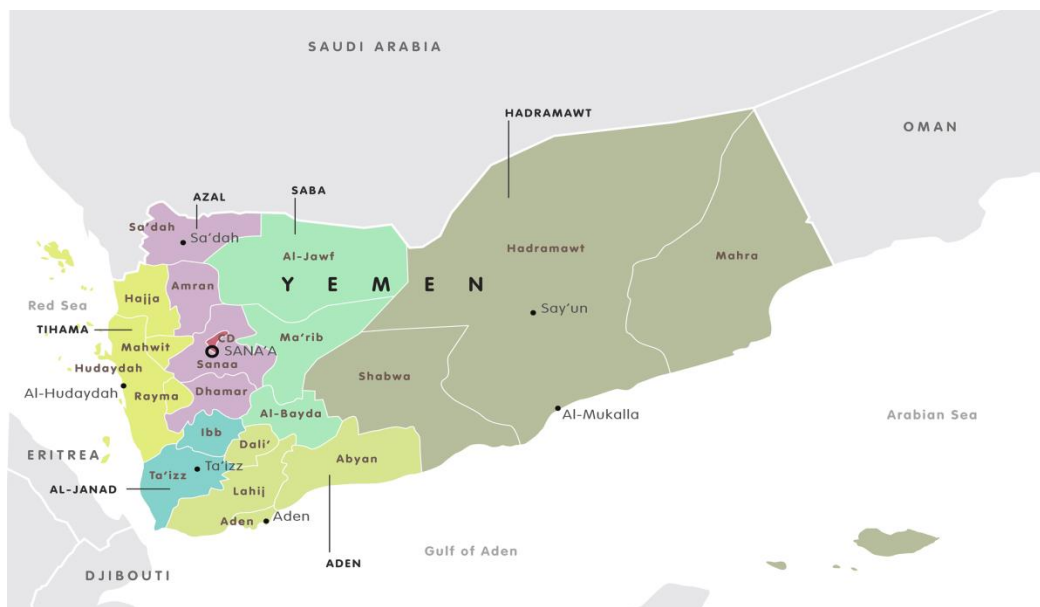 SAUDI ARABIA
HADRAMAWT
OMAN
AZAL
SABA
Sa'dah
Sa'dah
Al-Jawf
Hadramawt
Mahra
YEMEN
Amran
Hajja
Red Sea
Say'un
TIHAMA
CD
Ma'rib
Mahwit
SANA'A
Sanaa
Hudaydah
Shabwa
Al-Hudaydah
Rayma
Dhamar
Al-Mukalla
Al-Bayda
Arabian Sea
Ibb
Dali'
ERITREA
Abyan
Ta'izz
Ta'izz
AL-JANAD
Lahij
Aden
Aden
Gulf of Aden
ADEN
DJIBOUTI